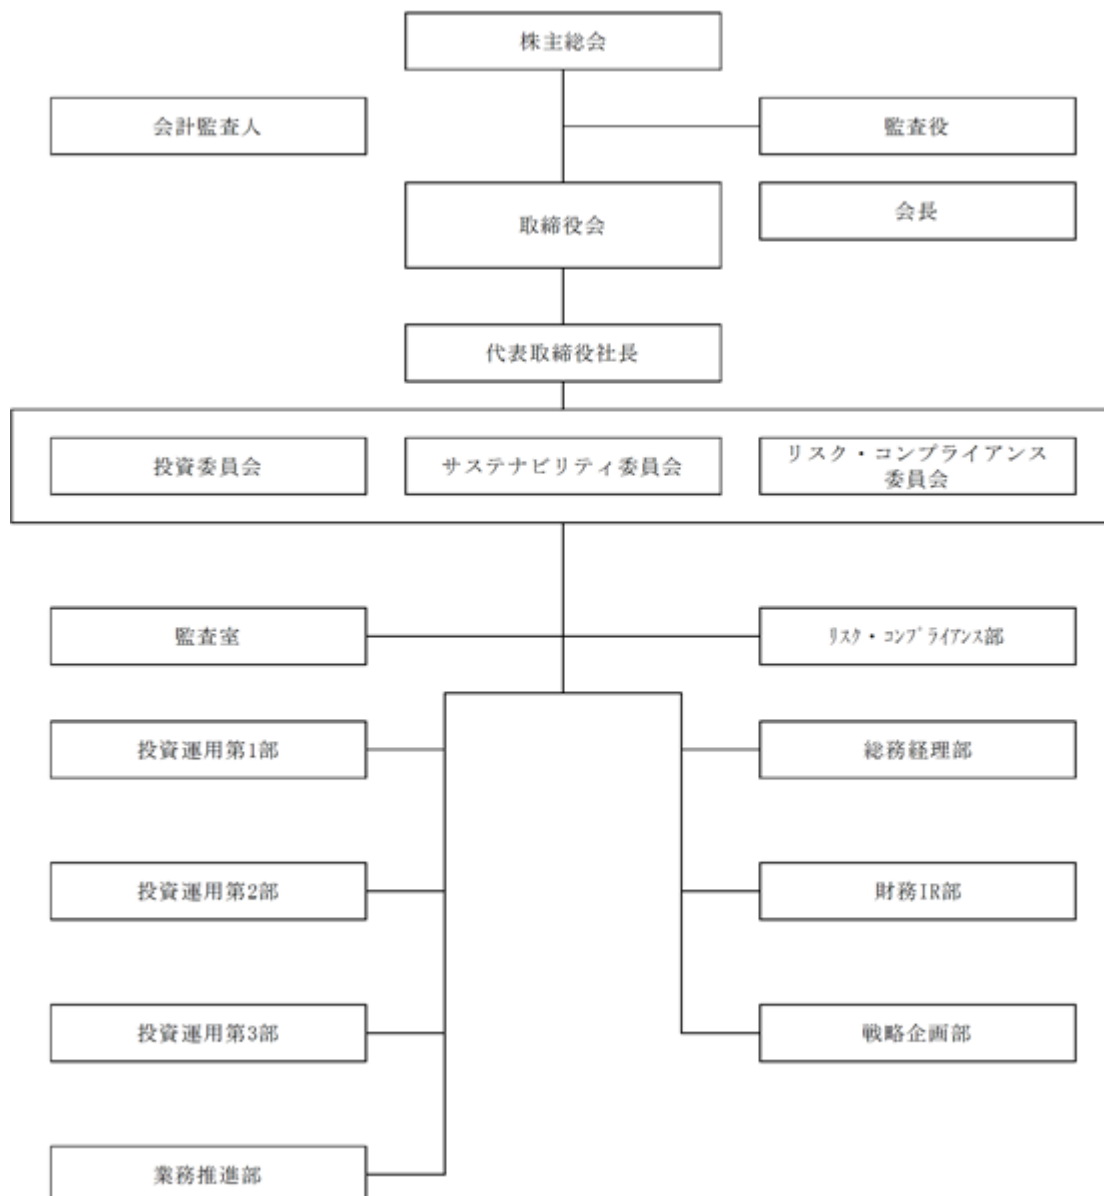 株主総会
会計監査人
監査役
取締役会
会長
代表取締役社長
投資委員会
サステナビリティ委員会
リスク・コンプライアンス
委員会
監査室
ﾘｽｸ・ｺﾝﾌﾟﾗｲｱﾝｽ部
投資運用第1部
総務経理部
投資運用第2部
財務IR部
投資運用第3部
戦略企画部
業務推進部